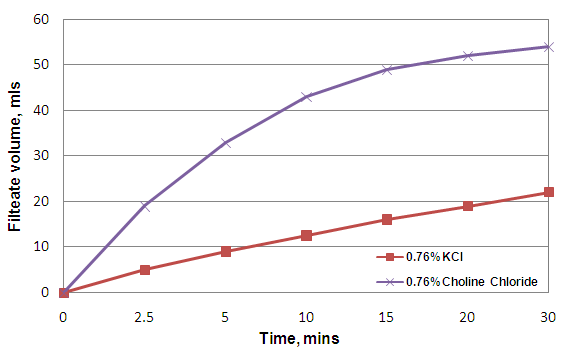 60
50
40
30
20
10
0
Filteate volume, mls
0.76%KCl
0.76%Choline Chloride
0 2.5 5 10 15 20 30
Time, mins